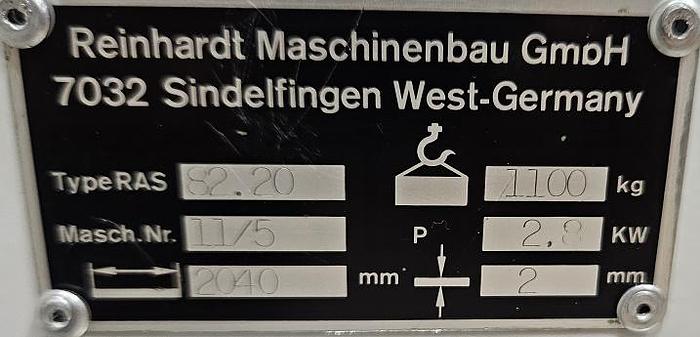 Reinhardt Maschinenbau GmbH
7032 Sindelfingen West-Germany
Type RAS 82.20 1100 kg
Masch.Nr. 11/5 P 2.8 KW
2040 mm 2 mm